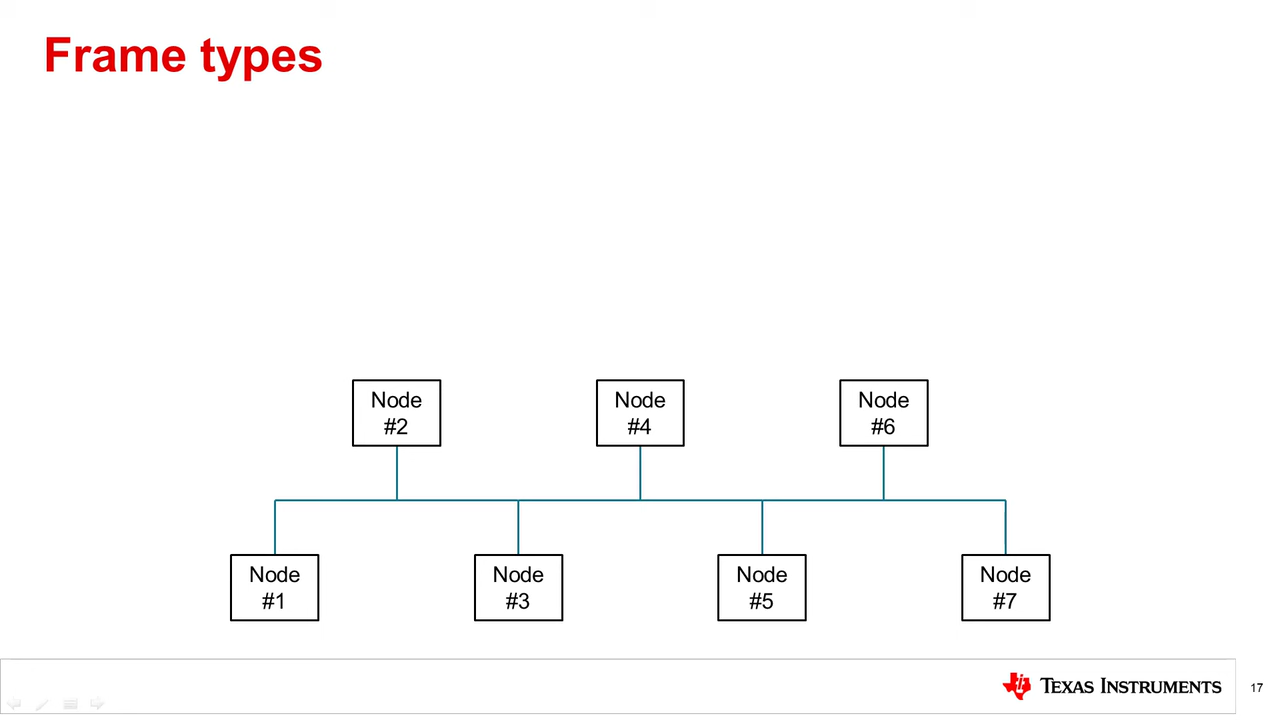 Frame types
Node
#2
Node
#4
Node
#6
Node
#1
Node
#3
Node
#5
Node
#7
Texas Instruments
17